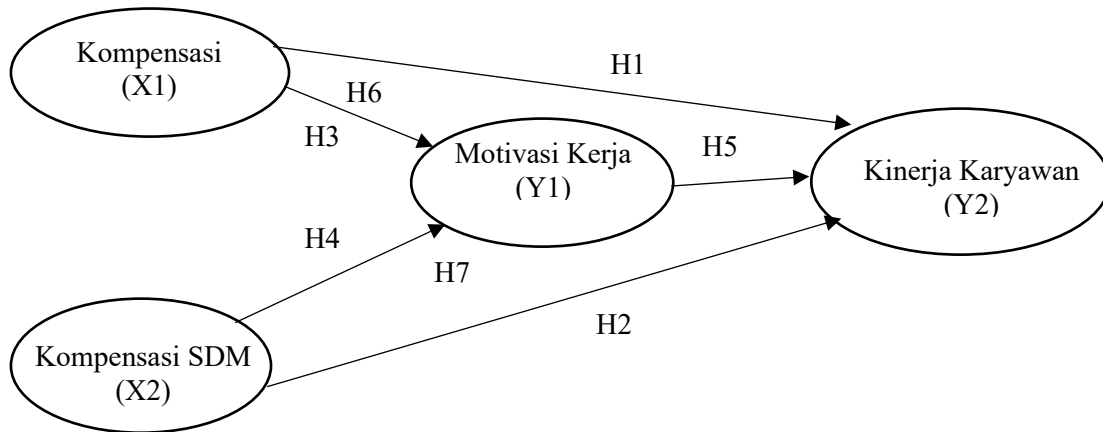 Kompensasi
(X1)
H1
H6
H3
Motivasi Kerja
(Y1)
H5
Kinerja Karyawan
(Y2)
H4
H7
H2
Kompensasi SDM
(X2)